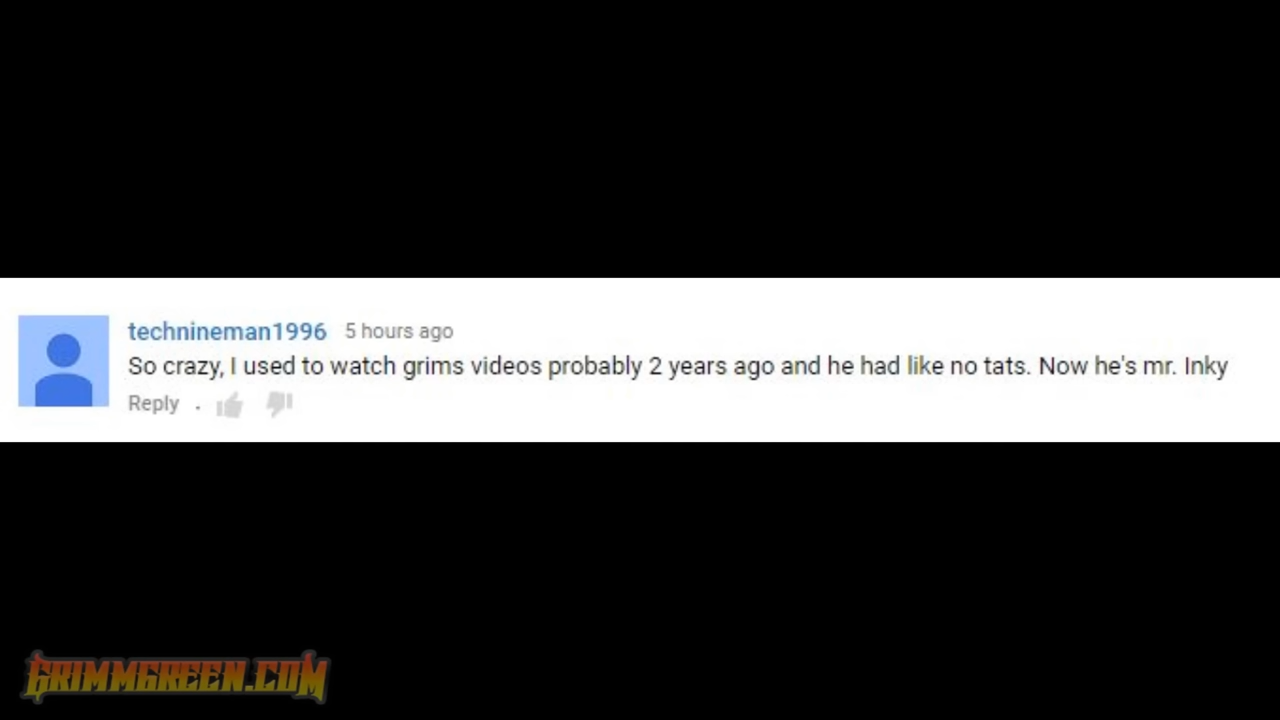 technineman1996 5 hours ago
So crazy, I used to watch grims videos probably 2 years ago and he had like no tats. Now he's mr. Inky
Reply .
GRIMMGREEN.COM